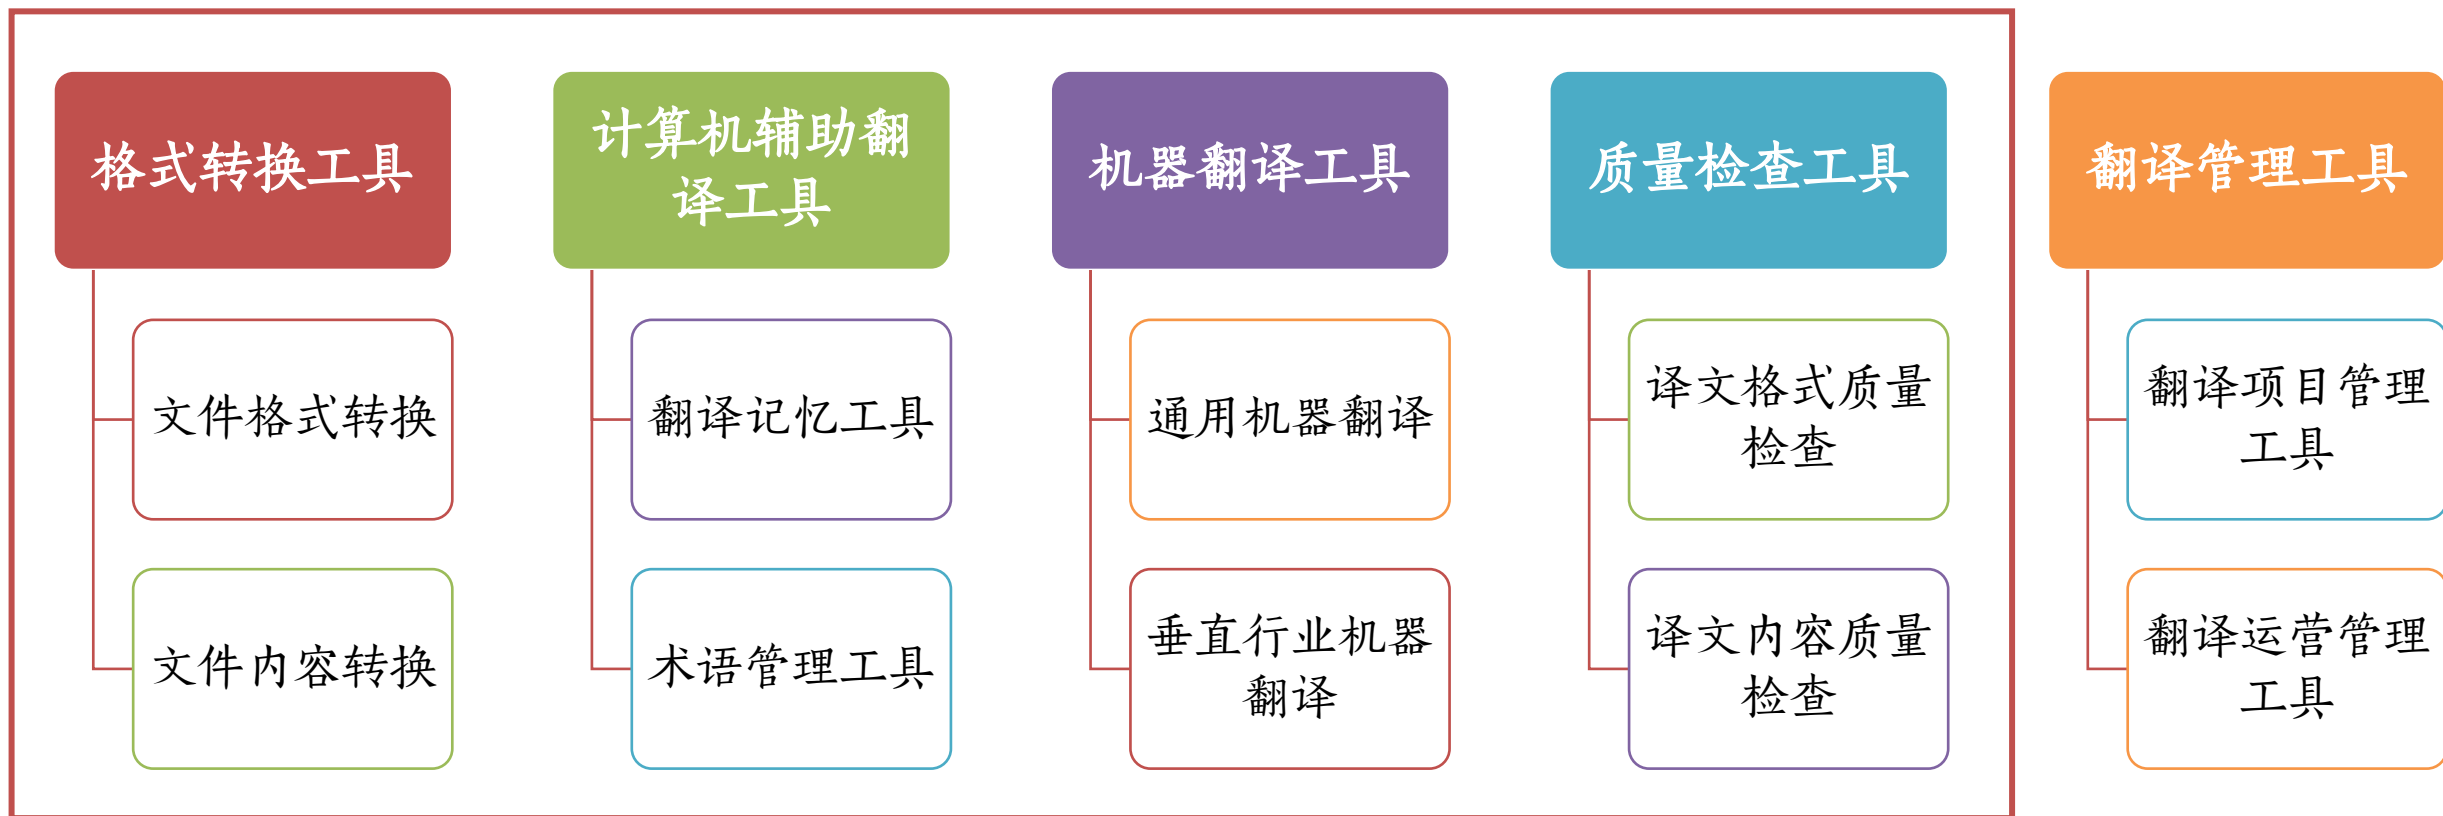 格式转换工具
文件格式转换
文件内容转换
计算机辅助翻
译工具
翻译记忆工具
术语管理工具
机器翻译工具
通用机器翻译
垂直行业机器
翻译
质量检查工具
译文格式质量
检查
译文内容质量
检查
翻译管理工具
翻译项目管理
工具
翻译运营管理
工具